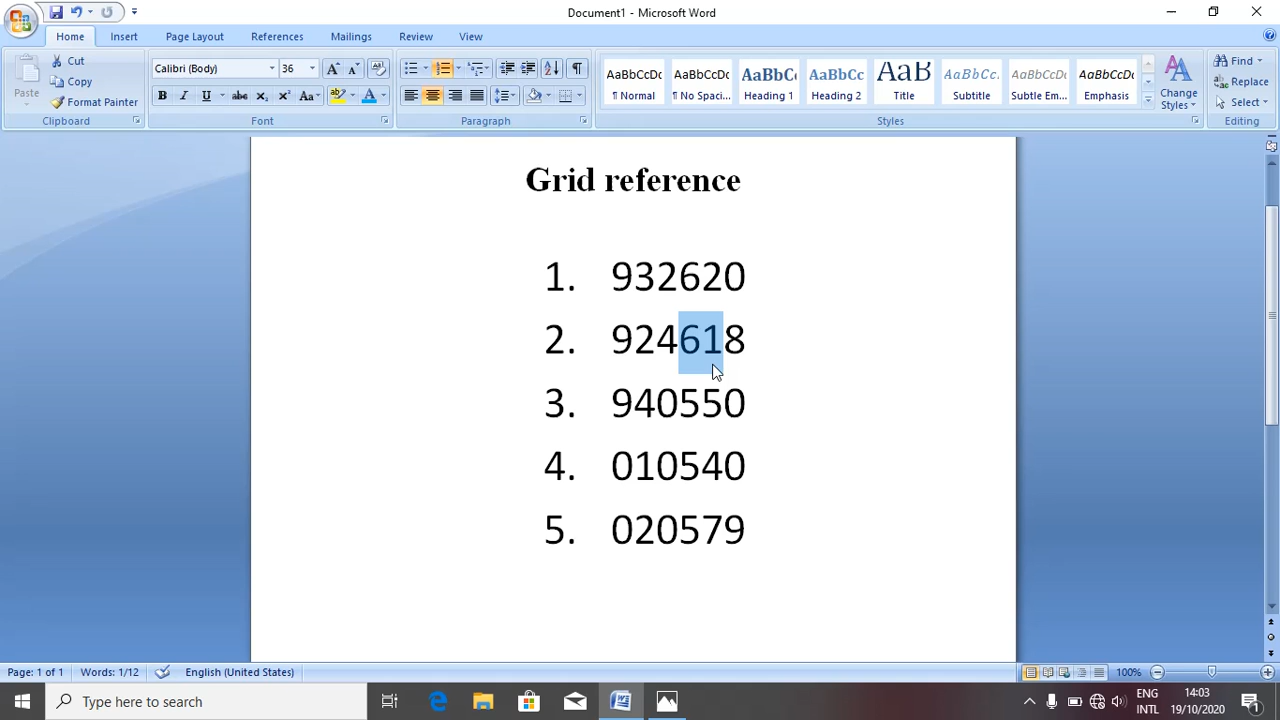 Document1 - Microsoft Word
Home Insert Page Layout References Mailings Review View
Paste
Cut
Copy
Format Painter
Clipboard
Calibri (Body) 36
Font
Paragraph
AaBbCcDc AaBbCcDc AaBbCc AaBbCc AaB AaBbCc. AaBbCcDc AaBbCcDc
¶ Normal ¶ No Spaci... Heading 1 Heading 2 Title Subtitle Subtle Em... Emphasis
Change Styles
Styles
Find
Replace
Select
Editing
Grid reference
1. 932620
2. 924618
3. 940550
4. 010540
5. 020579
Page: 1 of 1 Words: 1/12 English (United States) 100%
Type here to search
ENG
INTL
14:03
19/10/2020